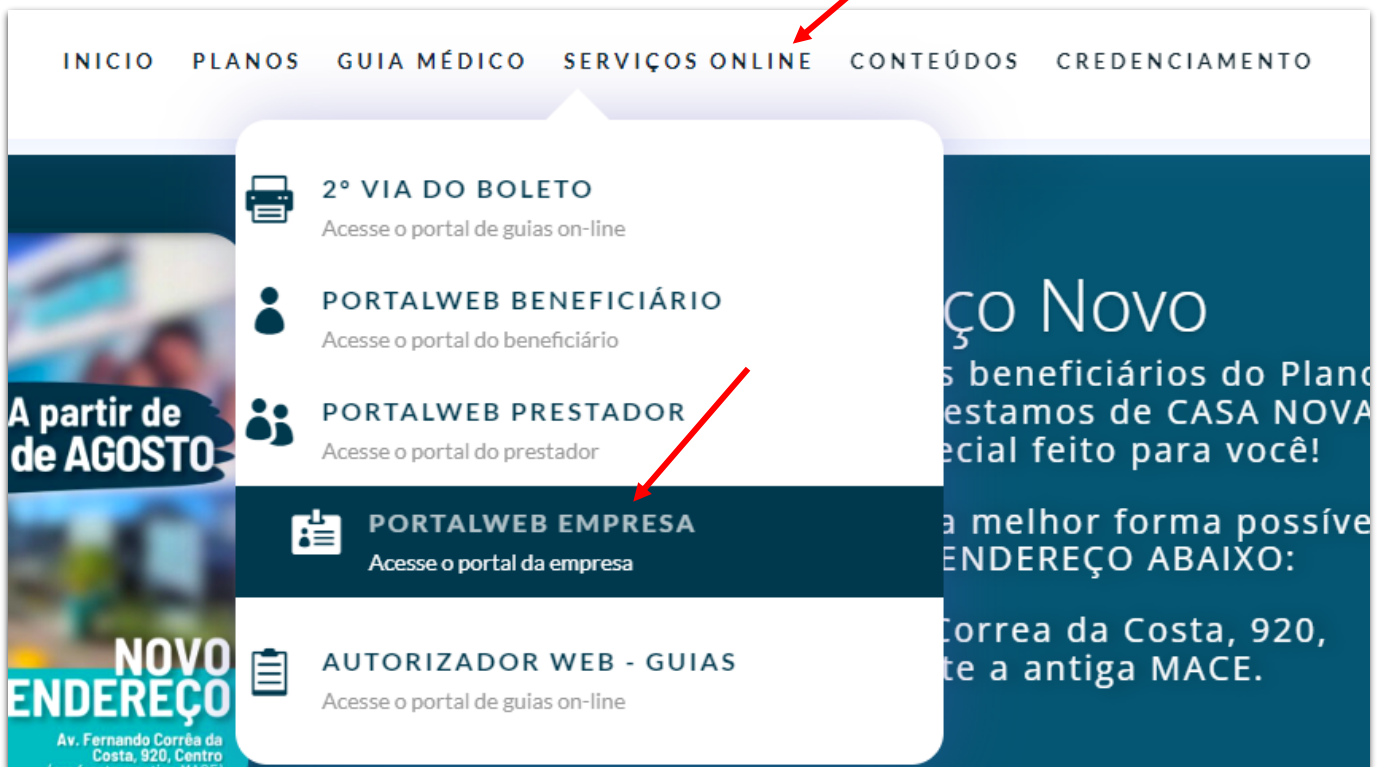 INICIO PLANOS GUIA MÉDICO SERVIÇOS ONLINE CONTEÚDOS CREDENCIAMENTO
2° VIA DO BOLETO
Acesse o portal de guias on-line
PORTALWEB BENEFICIÁRIO
Acesse o portal do beneficiário
PORTALWEB PRESTADOR
Acesse o portal do prestador
PORTALWEB EMPRESA
Acesse o portal da empresa
AUTORIZADOR WEB - GUIAS
Acesse o portal de guias on-line
A partir de
de AGOSTO
NOVO
ENDEREÇO
Av. Fernando Corrêa da
Costa, 920, Centro
ço Novo
s beneficiários do Plano
estamos de CASA NOVA
ecial feito para você!
a melhor forma possíve
ENDEREÇO ABAIXO:
Correa da Costa, 920,
te a antiga MACE.